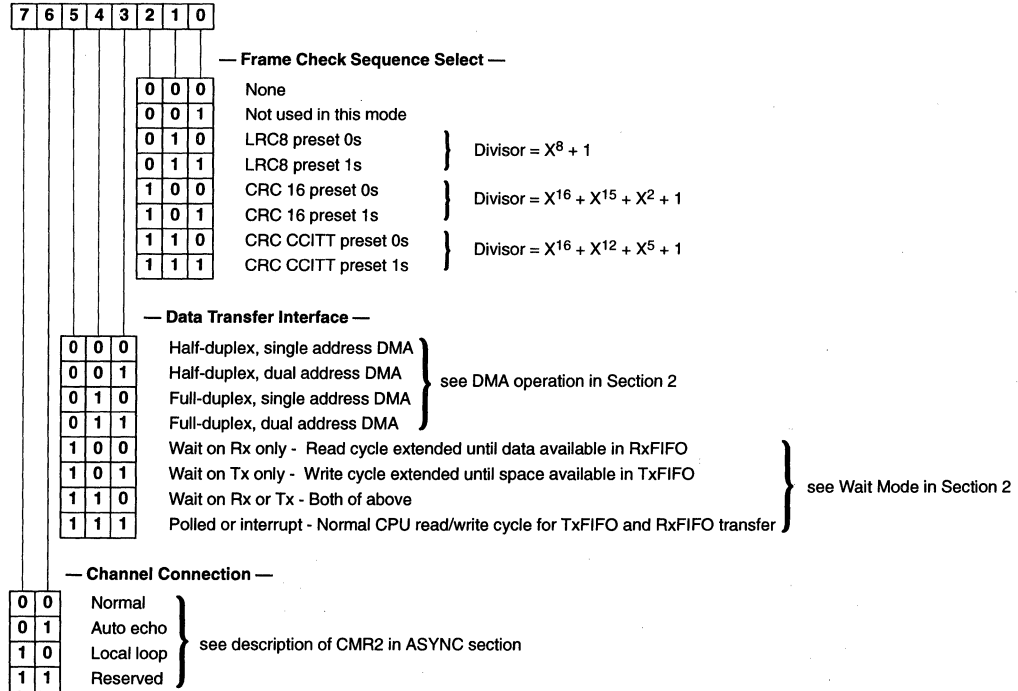 7 6 5 4 3 2 1 0
— Frame Check Sequence Select —
0 0 0 None
0 0 1 Not used in this mode
0 1 0 LRC8 preset 0s
Divisor = X⁸ + 1
0 1 1 LRC8 preset 1s
1 0 0 CRC 16 preset 0s
Divisor = X¹⁶ + X¹⁵ + X² + 1
1 0 1 CRC 16 preset 1s
1 1 0 CRC CCITT preset 0s
Divisor = X¹⁶ + X¹² + X⁵ + 1
1 1 1 CRC CCITT preset 1s
— Data Transfer Interface —
0 0 0 Half-duplex, single address DMA
0 0 1 Half-duplex, dual address DMA
see DMA operation in Section 2
0 1 0 Full-duplex, single address DMA
0 1 1 Full-duplex, dual address DMA
1 0 0 Wait on Rx only - Read cycle extended until data available in RxFIFO
1 0 1 Wait on Tx only - Write cycle extended until space available in TxFIFO
see Wait Mode in Section 2
1 1 0 Wait on Rx or Tx - Both of above
1 1 1 Polled or interrupt - Normal CPU read/write cycle for TxFIFO and RxFIFO transfer
— Channel Connection —
0 0 Normal
0 1 Auto echo
see description of CMR2 in ASYNC section
1 0 Local loop
1 1 Reserved